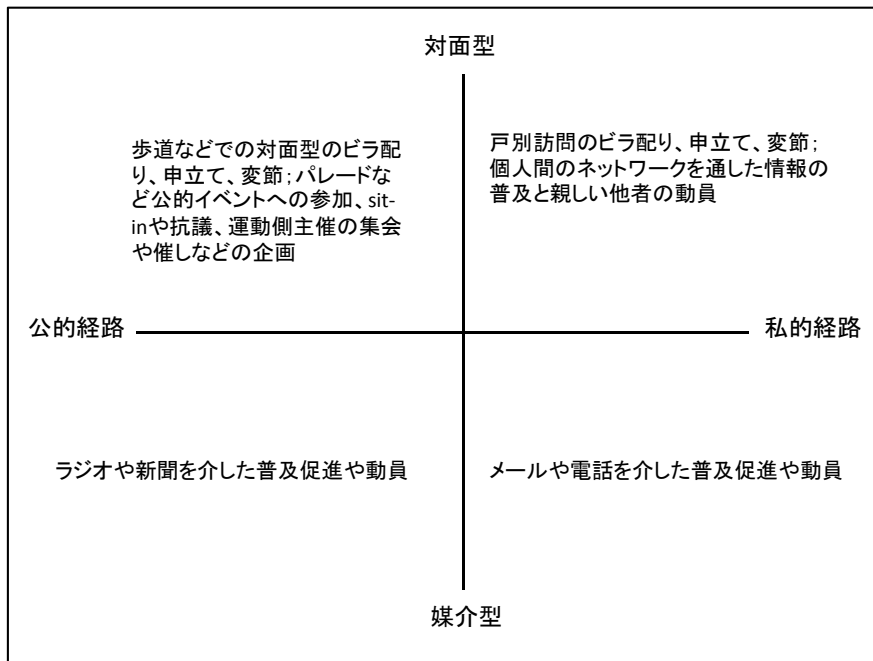 対面型
歩道などでの対面型のビラ配
り、申立て、変節；パレードな
ど公的イベントへの参加、sit-
inや抗議、運動側主催の集会
や催しなどの企画
戸別訪問のビラ配り、申立て、変節；
個人間のネットワークを通した情報の
普及と親しい他者の動員
公的経路
私的経路
ラジオや新聞を介した普及促進や動員
メールや電話を介した普及促進や動員
媒介型